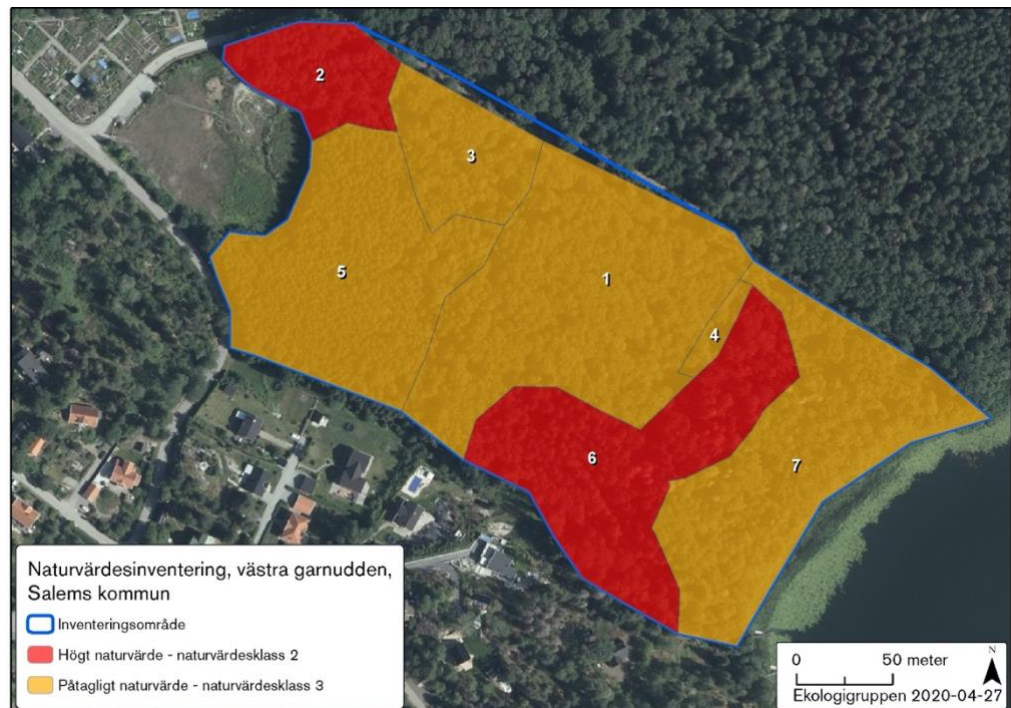 2
3
5
1
4
6
7
Naturvärdesinventering, västra garnudden,
Salems kommun
Inventeringsområde
Högt naturvärde - naturvärdesklass 2
Påtagligt naturvärde - naturvärdesklass 3
N
0 50 meter
Ekologigruppen 2020-04-27